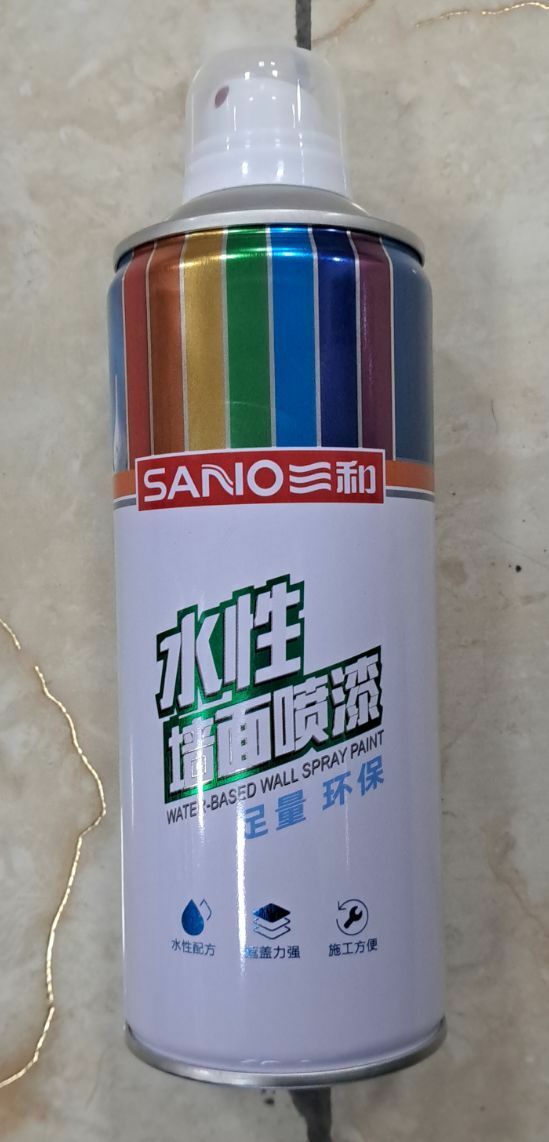 SANO三和
水性
墙面喷漆
WATER-BASED WALL SPRAY PAINT
足量 环保
水性配方
覆盖力强
施工方便